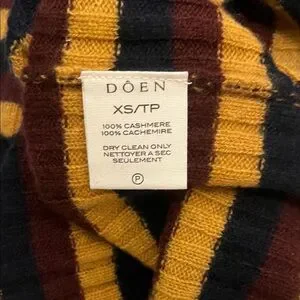 DÔEN
XS/TP
100% CASHMERE
100% CACHEMIRE
DRY CLEAN ONLY
NETTOYER A SEC
SEULEMENT
P